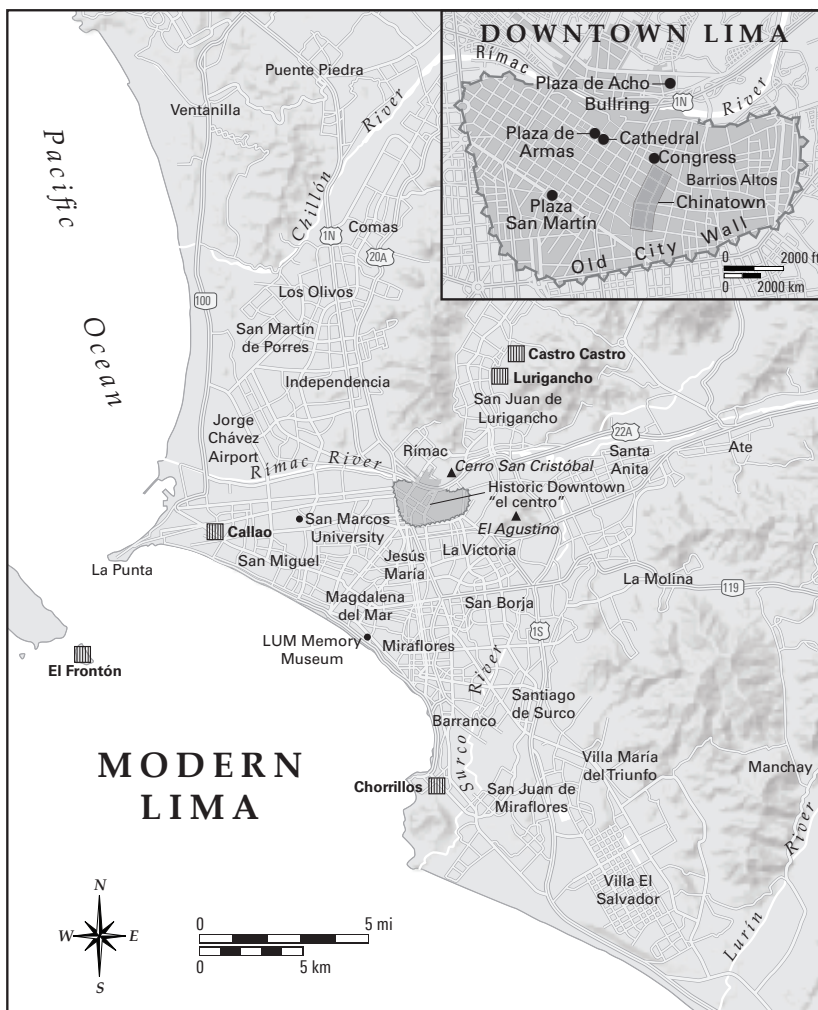 DOWNTOWN LIMA
Rímac
River
Plaza de Acho
Bullring
1N
Plaza de
Armas
Cathedral
Congress
Barrios Altos
Chinatown
Plaza
San Martín
Old City Wall
0 2000 ft
0 2000 km
Pacific
Ocean
Puente Piedra
Ventanilla
Chillón
River
1N
Comas
20A
100
Los Olivos
San Martín
de Porres
Independencia
Castro Castro
Lurigancho
San Juan de
Lurigancho
Jorge
Chávez
Airport
Rímac River
Rímac
Cerro San Cristóbal
22A
Santa
Anita
Ate
Historic Downtown
“el centro”
El Agustino
Callao
San Marcos
University
La Punta
San Miguel
Jesús
María
La Victoria
Magdalena
del Mar
San Borja
La Molina
119
LUM Memory
Museum
Miraflores
1S
El Frontón
Surco River
Santiago
de Surco
Barranco
MODERN
LIMA
Chorrillos
San Juan de
Miraflores
Villa María
del Triunfo
Manchay
Villa El
Salvador
Lurín
River
N
W E
S
0 5 mi
0 5 km